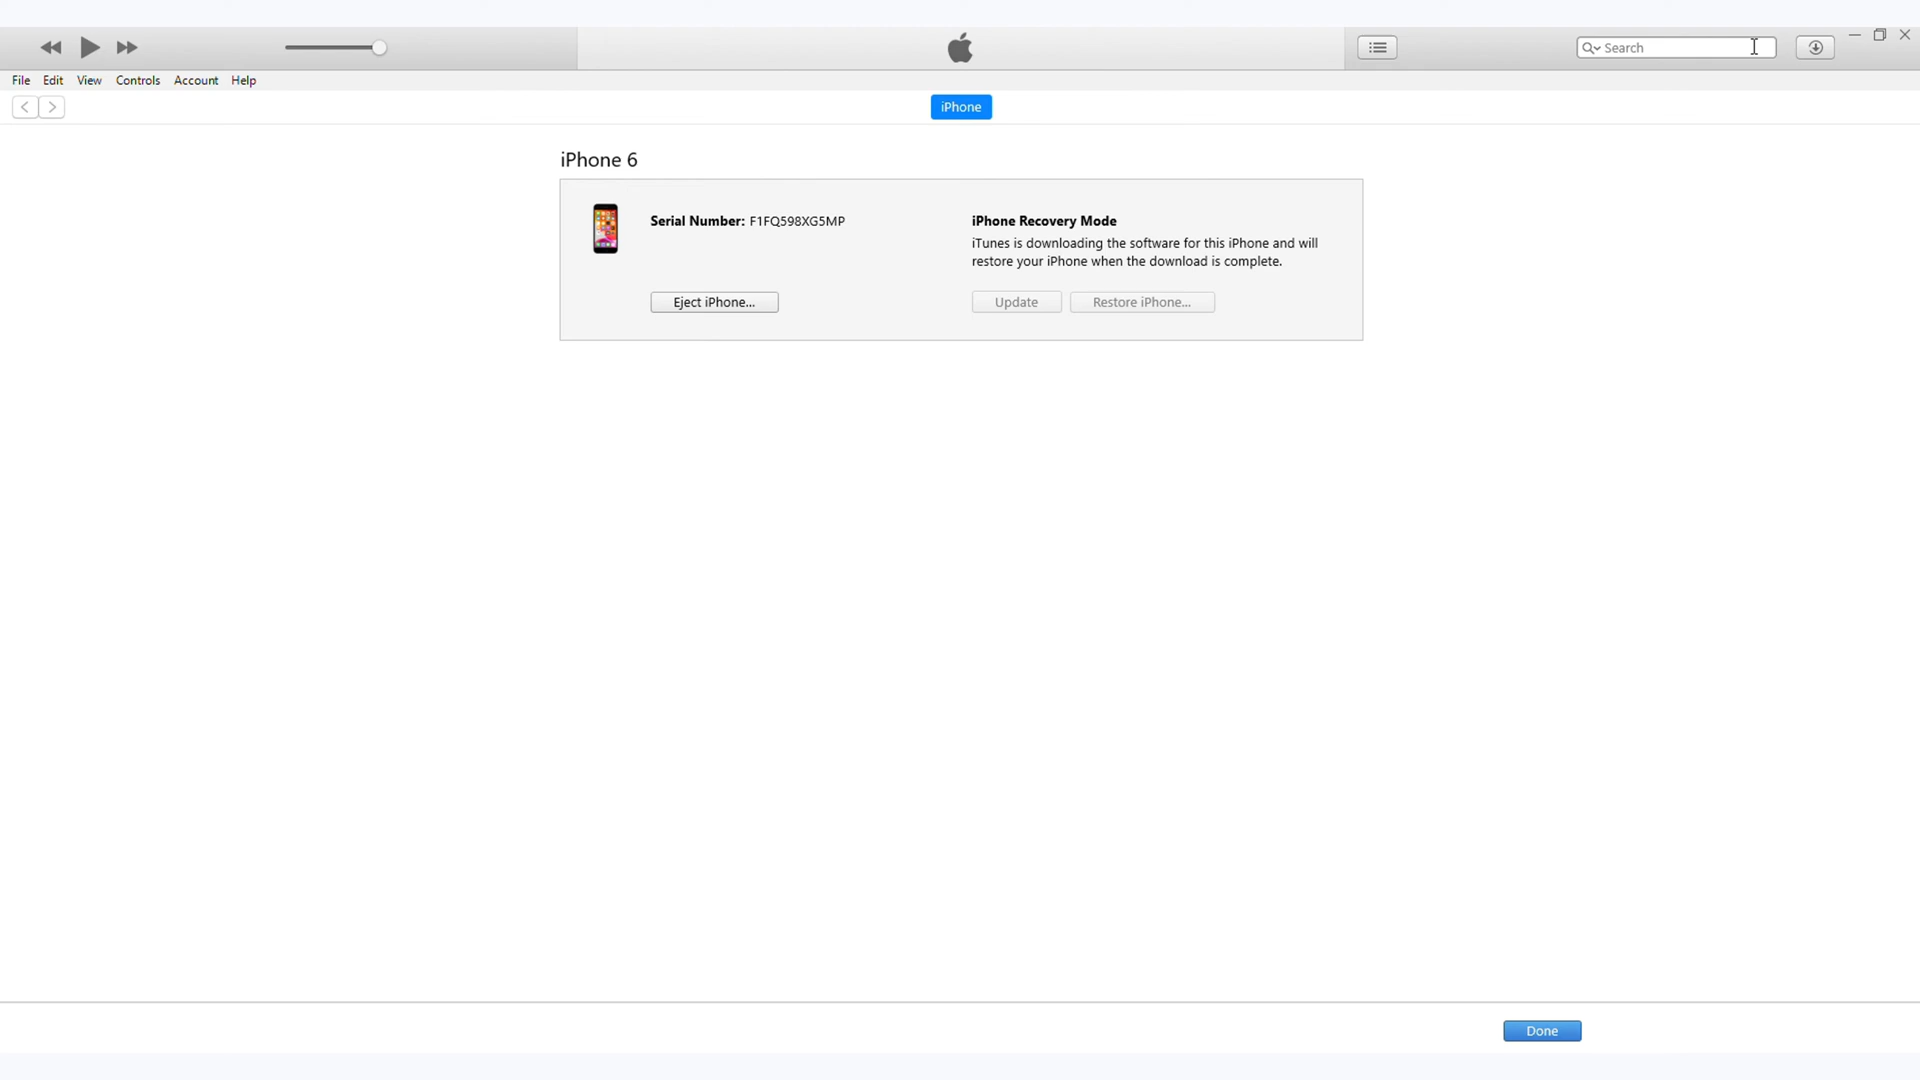 Search
File Edit View Controls Account Help
iPhone
iPhone 6
Serial Number: F1FQ598XG5MP
iPhone Recovery Mode
iTunes is downloading the software for this iPhone and will
restore your iPhone when the download is complete.
Eject iPhone...
Update
Restore iPhone...
Done